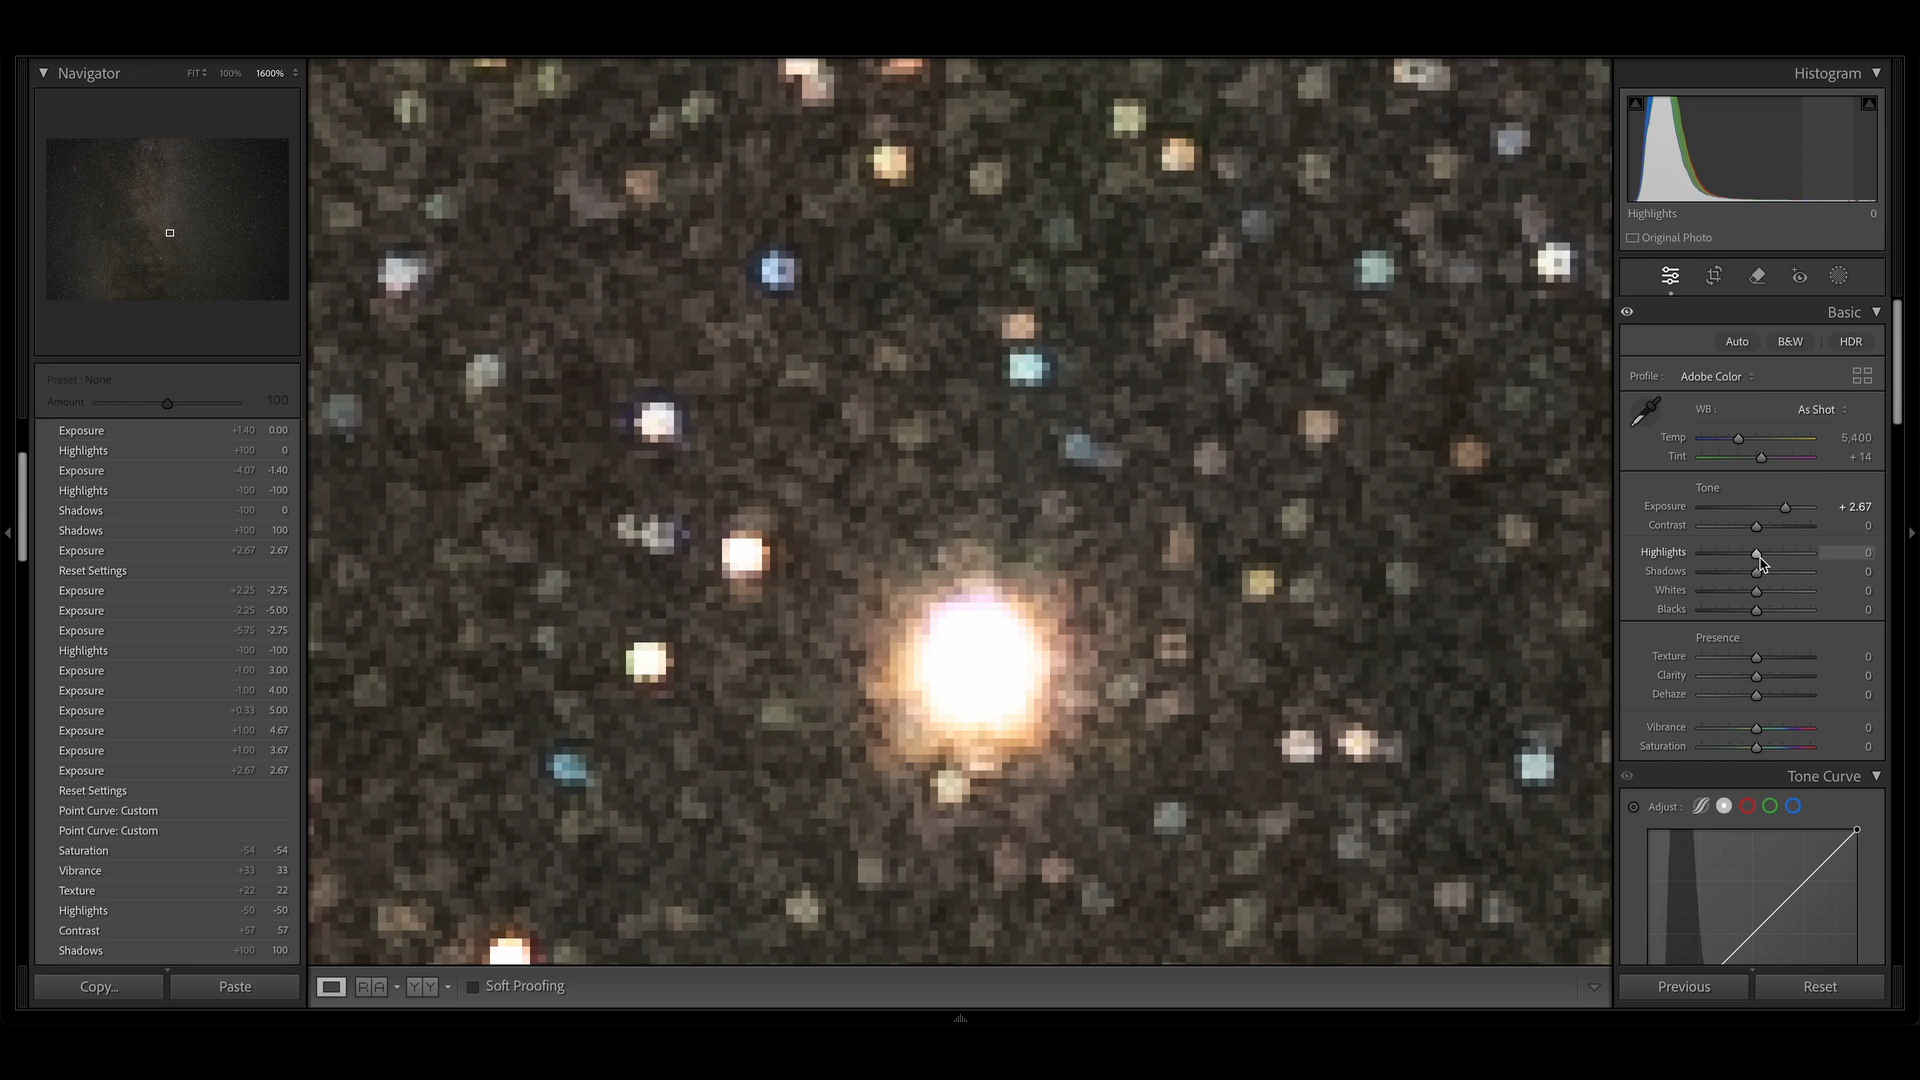 Navigator FIT 100% 1600%
Preset : None
Amount 100
Exposure +1.40 0.00
Highlights +100 0
Exposure -4.07 -1.40
Highlights -100 -100
Shadows -100 0
Shadows +100 100
Exposure +2.67 2.67
Reset Settings
Exposure +2.25 -2.75
Exposure -2.25 -5.00
Exposure -5.75 -2.75
Highlights -100 -100
Exposure -1.00 3.00
Exposure -1.00 4.00
Exposure +0.33 5.00
Exposure +1.00 4.67
Exposure +1.00 3.67
Exposure +2.67 2.67
Reset Settings
Point Curve: Custom
Point Curve: Custom
Saturation -54 -54
Vibrance +33 33
Texture +22 22
Highlights -50 -50
Contrast +57 57
Shadows +100 100
Copy... Paste
R A Y Y Soft Proofing
Histogram
Highlights 0
Original Photo
Basic
Auto B&W HDR
Profile : Adobe Color
WB : As Shot
Temp 5,400
Tint + 14
Tone
Exposure + 2.67
Contrast 0
Highlights 0
Shadows 0
Whites 0
Blacks 0
Presence
Texture 0
Clarity 0
Dehaze 0
Vibrance 0
Saturation 0
Tone Curve
Adjust :
Previous Reset